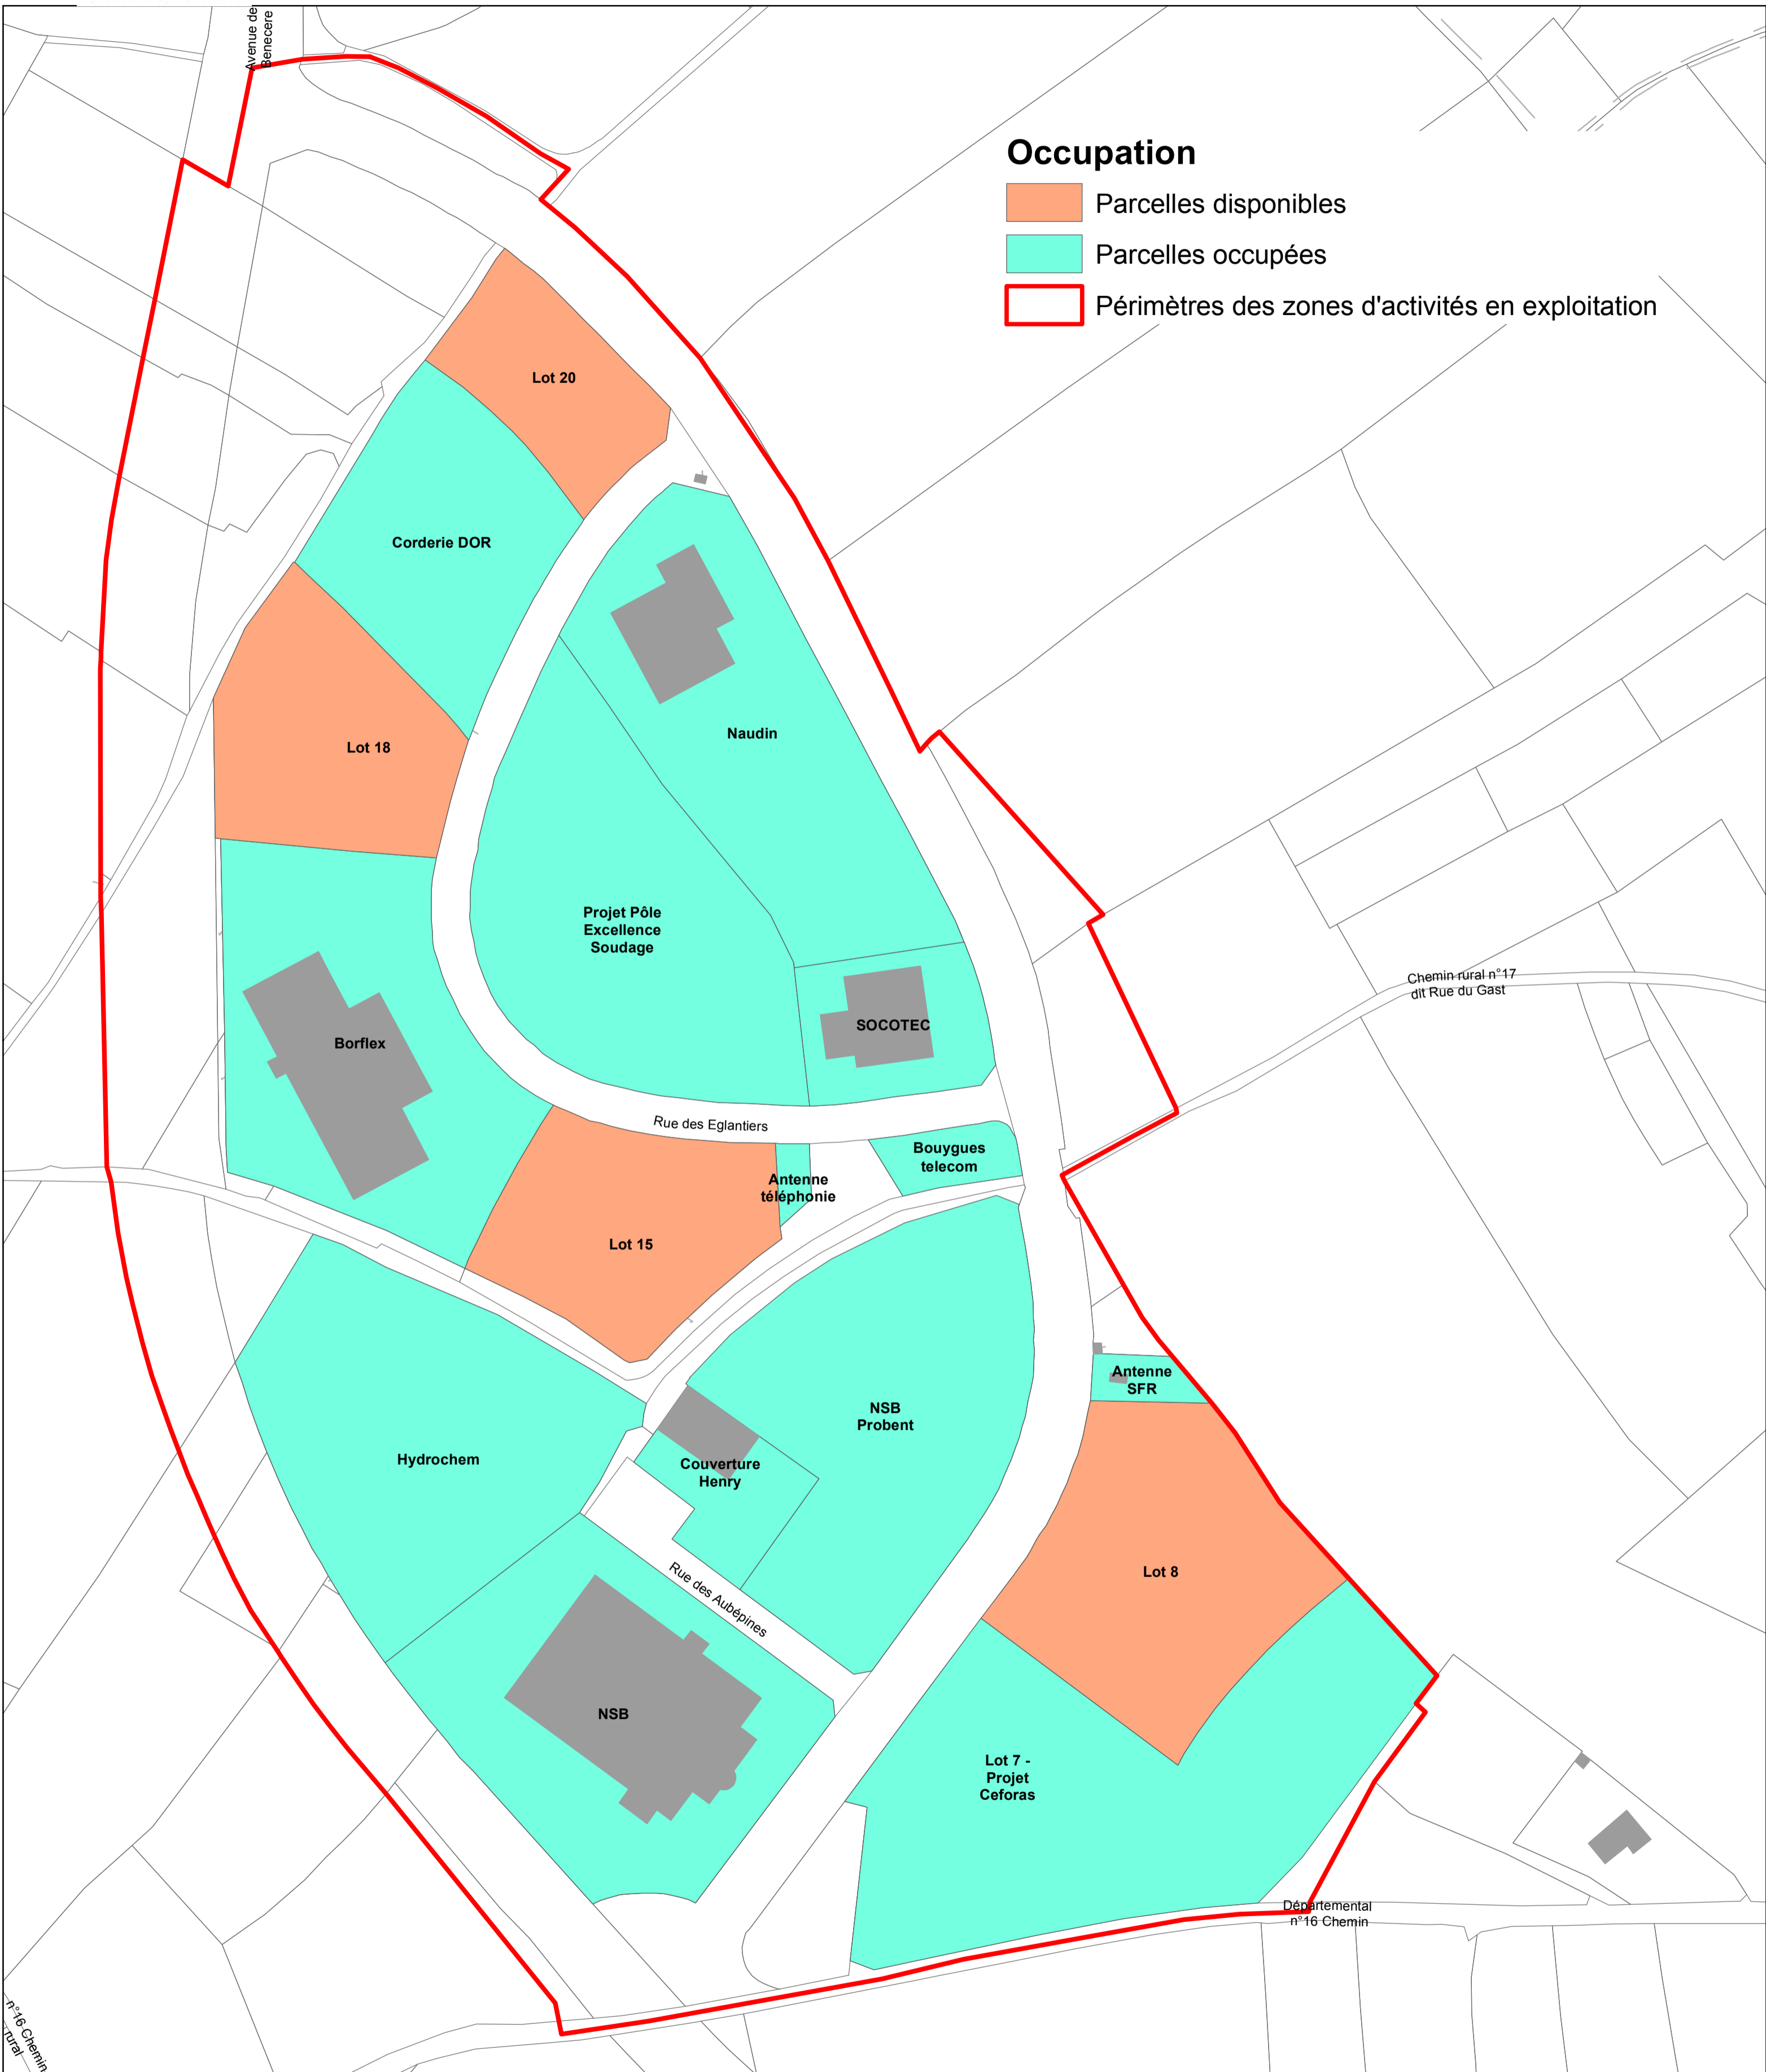 Avenue de
Benecere
Occupation
Parcelles disponibles
Parcelles occupées
Périmètres des zones d'activités en exploitation
Lot 20
Corderie DOR
Naudin
Lot 18
Projet Pôle
Excellence
Soudage
Chemin rural n°17
dit Rue du Gast
SOCOTEC
Borflex
Rue des Eglantiers
Bouygues
telecom
Antenne
téléphonie
Lot 15
Antenne
SFR
NSB
Probent
Hydrochem
Couverture
Henry
Lot 8
Rue des Aubépines
NSB
Lot 7 -
Projet
Ceforas
Départemental
n°16 Chemin
n°16 Chemin
rural